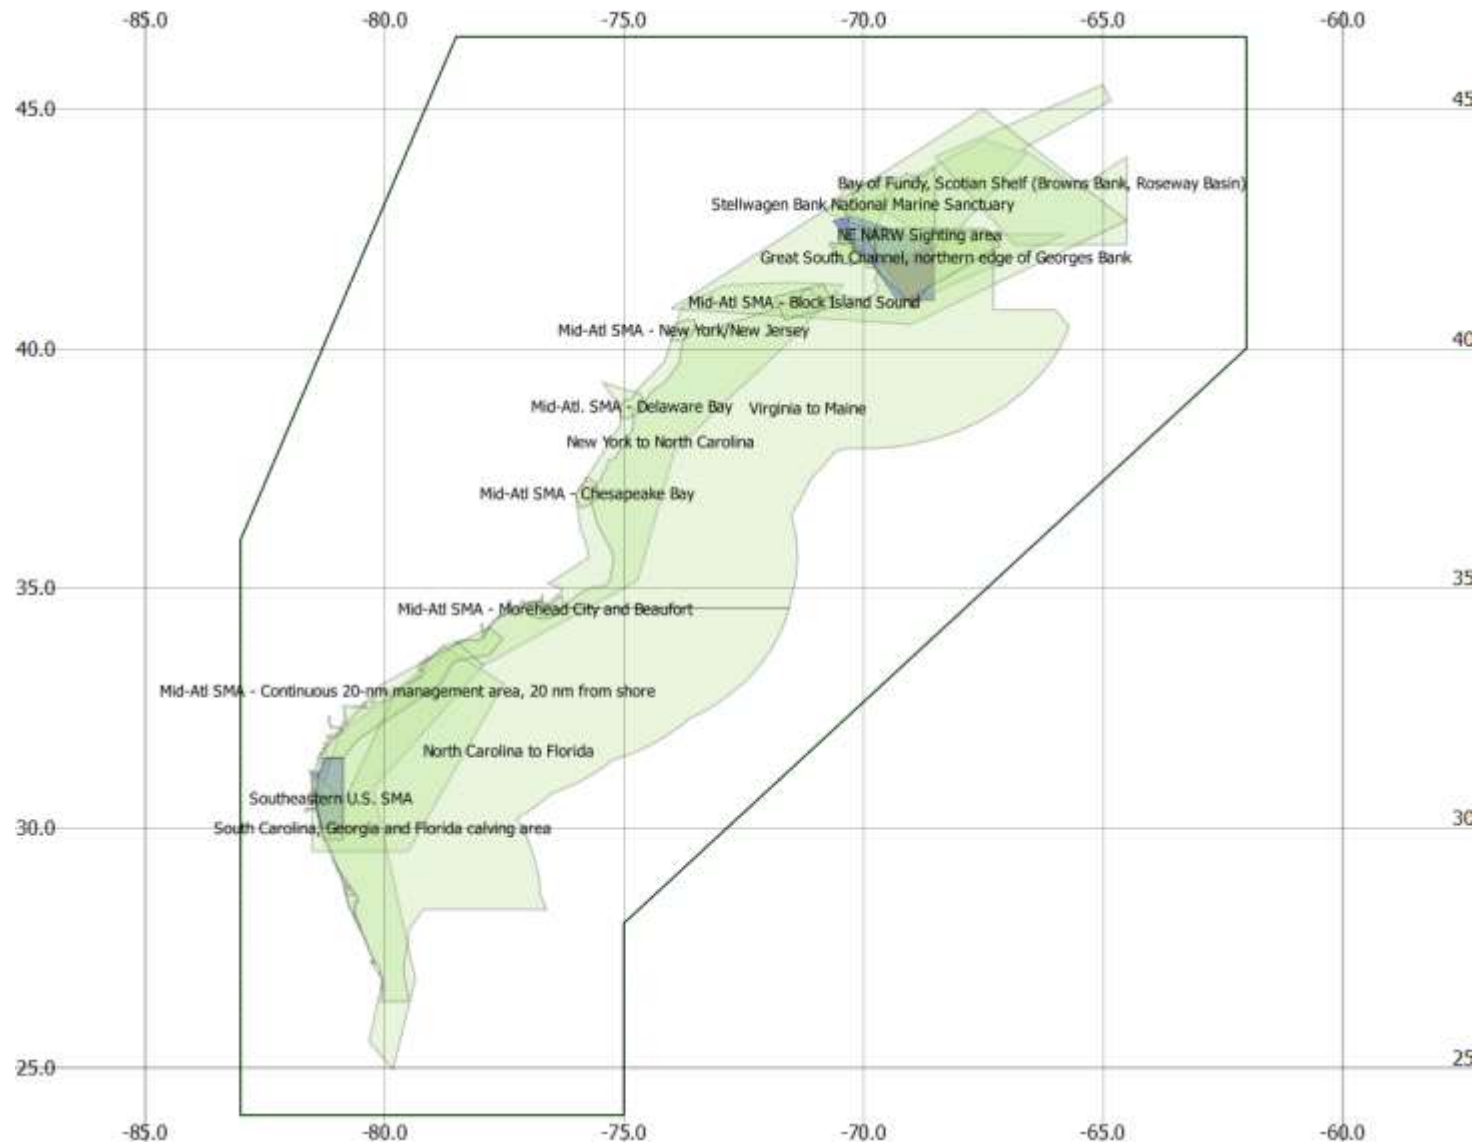 -85.0 -80.0 -75.0 -70.0 -65.0 -60.0
45.0 45
Bay of Fundy, Scotian Shelf (Browns Bank, Roseway Basin)
Stellwagen Bank National Marine Sanctuary
NE NARW Sighting area
Great South Channel, northern edge of Georges Bank
Mid-Atl SMA - Block Island Sound
Mid-Atl SMA - New York/New Jersey
40.0 40
Mid-Atl. SMA - Delaware Bay Virginia to Maine
New York to North Carolina
Mid-Atl SMA - Chesapeake Bay
35.0 35
Mid-Atl SMA - Morehead City and Beaufort
Mid-Atl SMA - Continuous 20-nm management area, 20 nm from shore
North Carolina to Florida
Southeastern U.S. SMA
30.0 South Carolina, Georgia and Florida calving area 30
25.0 25
-85.0 -80.0 -75.0 -70.0 -65.0 -60.0